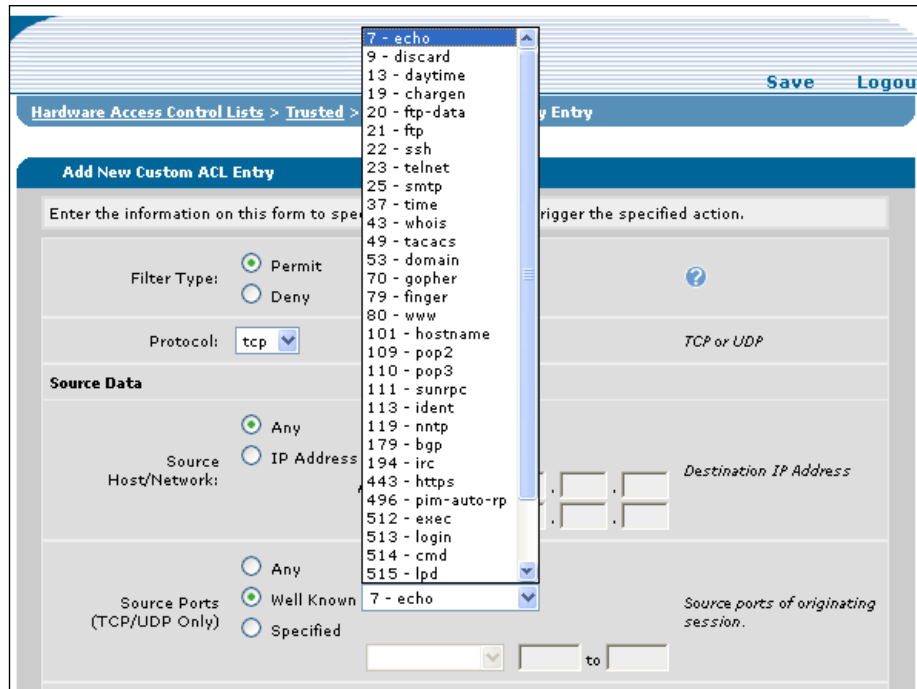 Save Logou
Hardware Access Control Lists > Trusted > y Entry
Add New Custom ACL Entry
Enter the information on this form to spe rigger the specified action.
Filter Type:
Permit
Deny
Protocol: tcp
TCP or UDP
Source Data
Source Host/Network:
Any
IP Address
. .
. .
Destination IP Address
Source Ports
(TCP/UDP Only)
Any
Well Known
7 - echo
Specified
to
Source ports of originating
session.
7 - echo
9 - discard
13 - daytime
19 - chargen
20 - ftp-data
21 - ftp
22 - ssh
23 - telnet
25 - smtp
37 - time
43 - whois
49 - tacacs
53 - domain
70 - gopher
79 - finger
80 - www
101 - hostname
109 - pop2
110 - pop3
111 - sunrpc
113 - ident
119 - nntp
179 - bgp
194 - irc
443 - https
496 - pim-auto-rp
512 - exec
513 - login
514 - cmd
515 - lpd